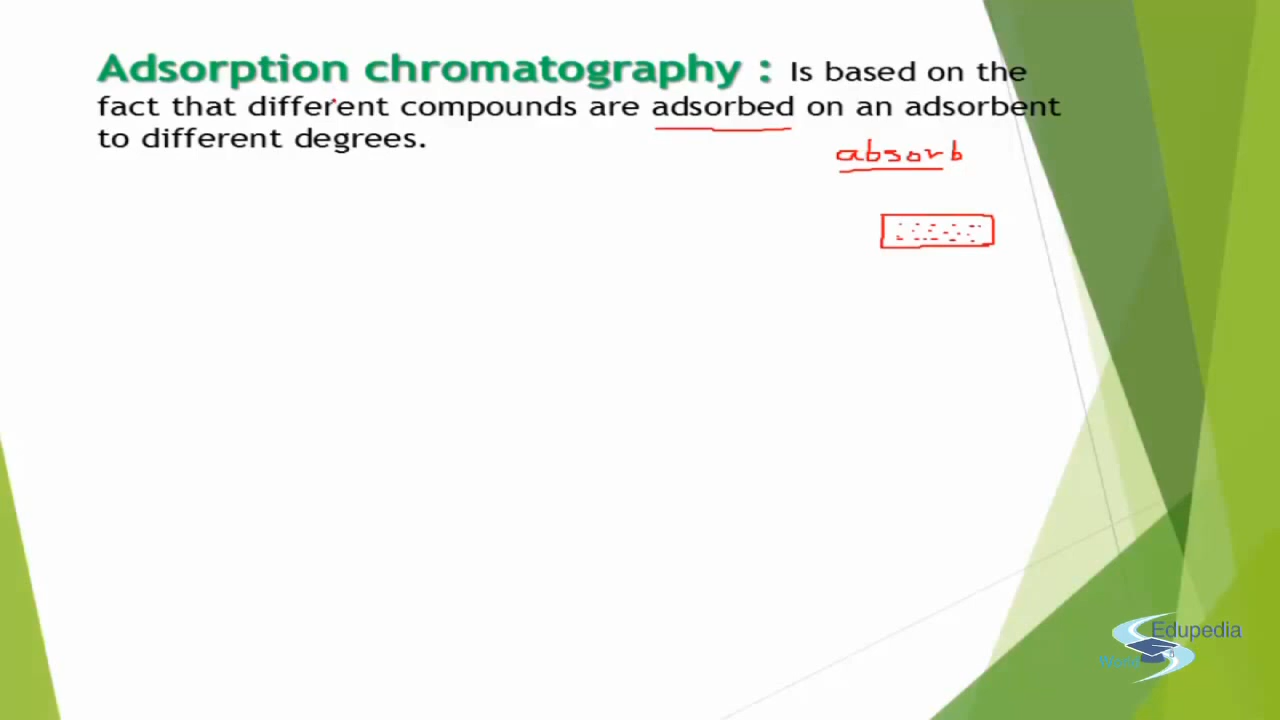 Adsorption chromatography : Is based on the
fact that different compounds are adsorbed on an adsorbent
to different degrees.
absorb
Edupedia
World